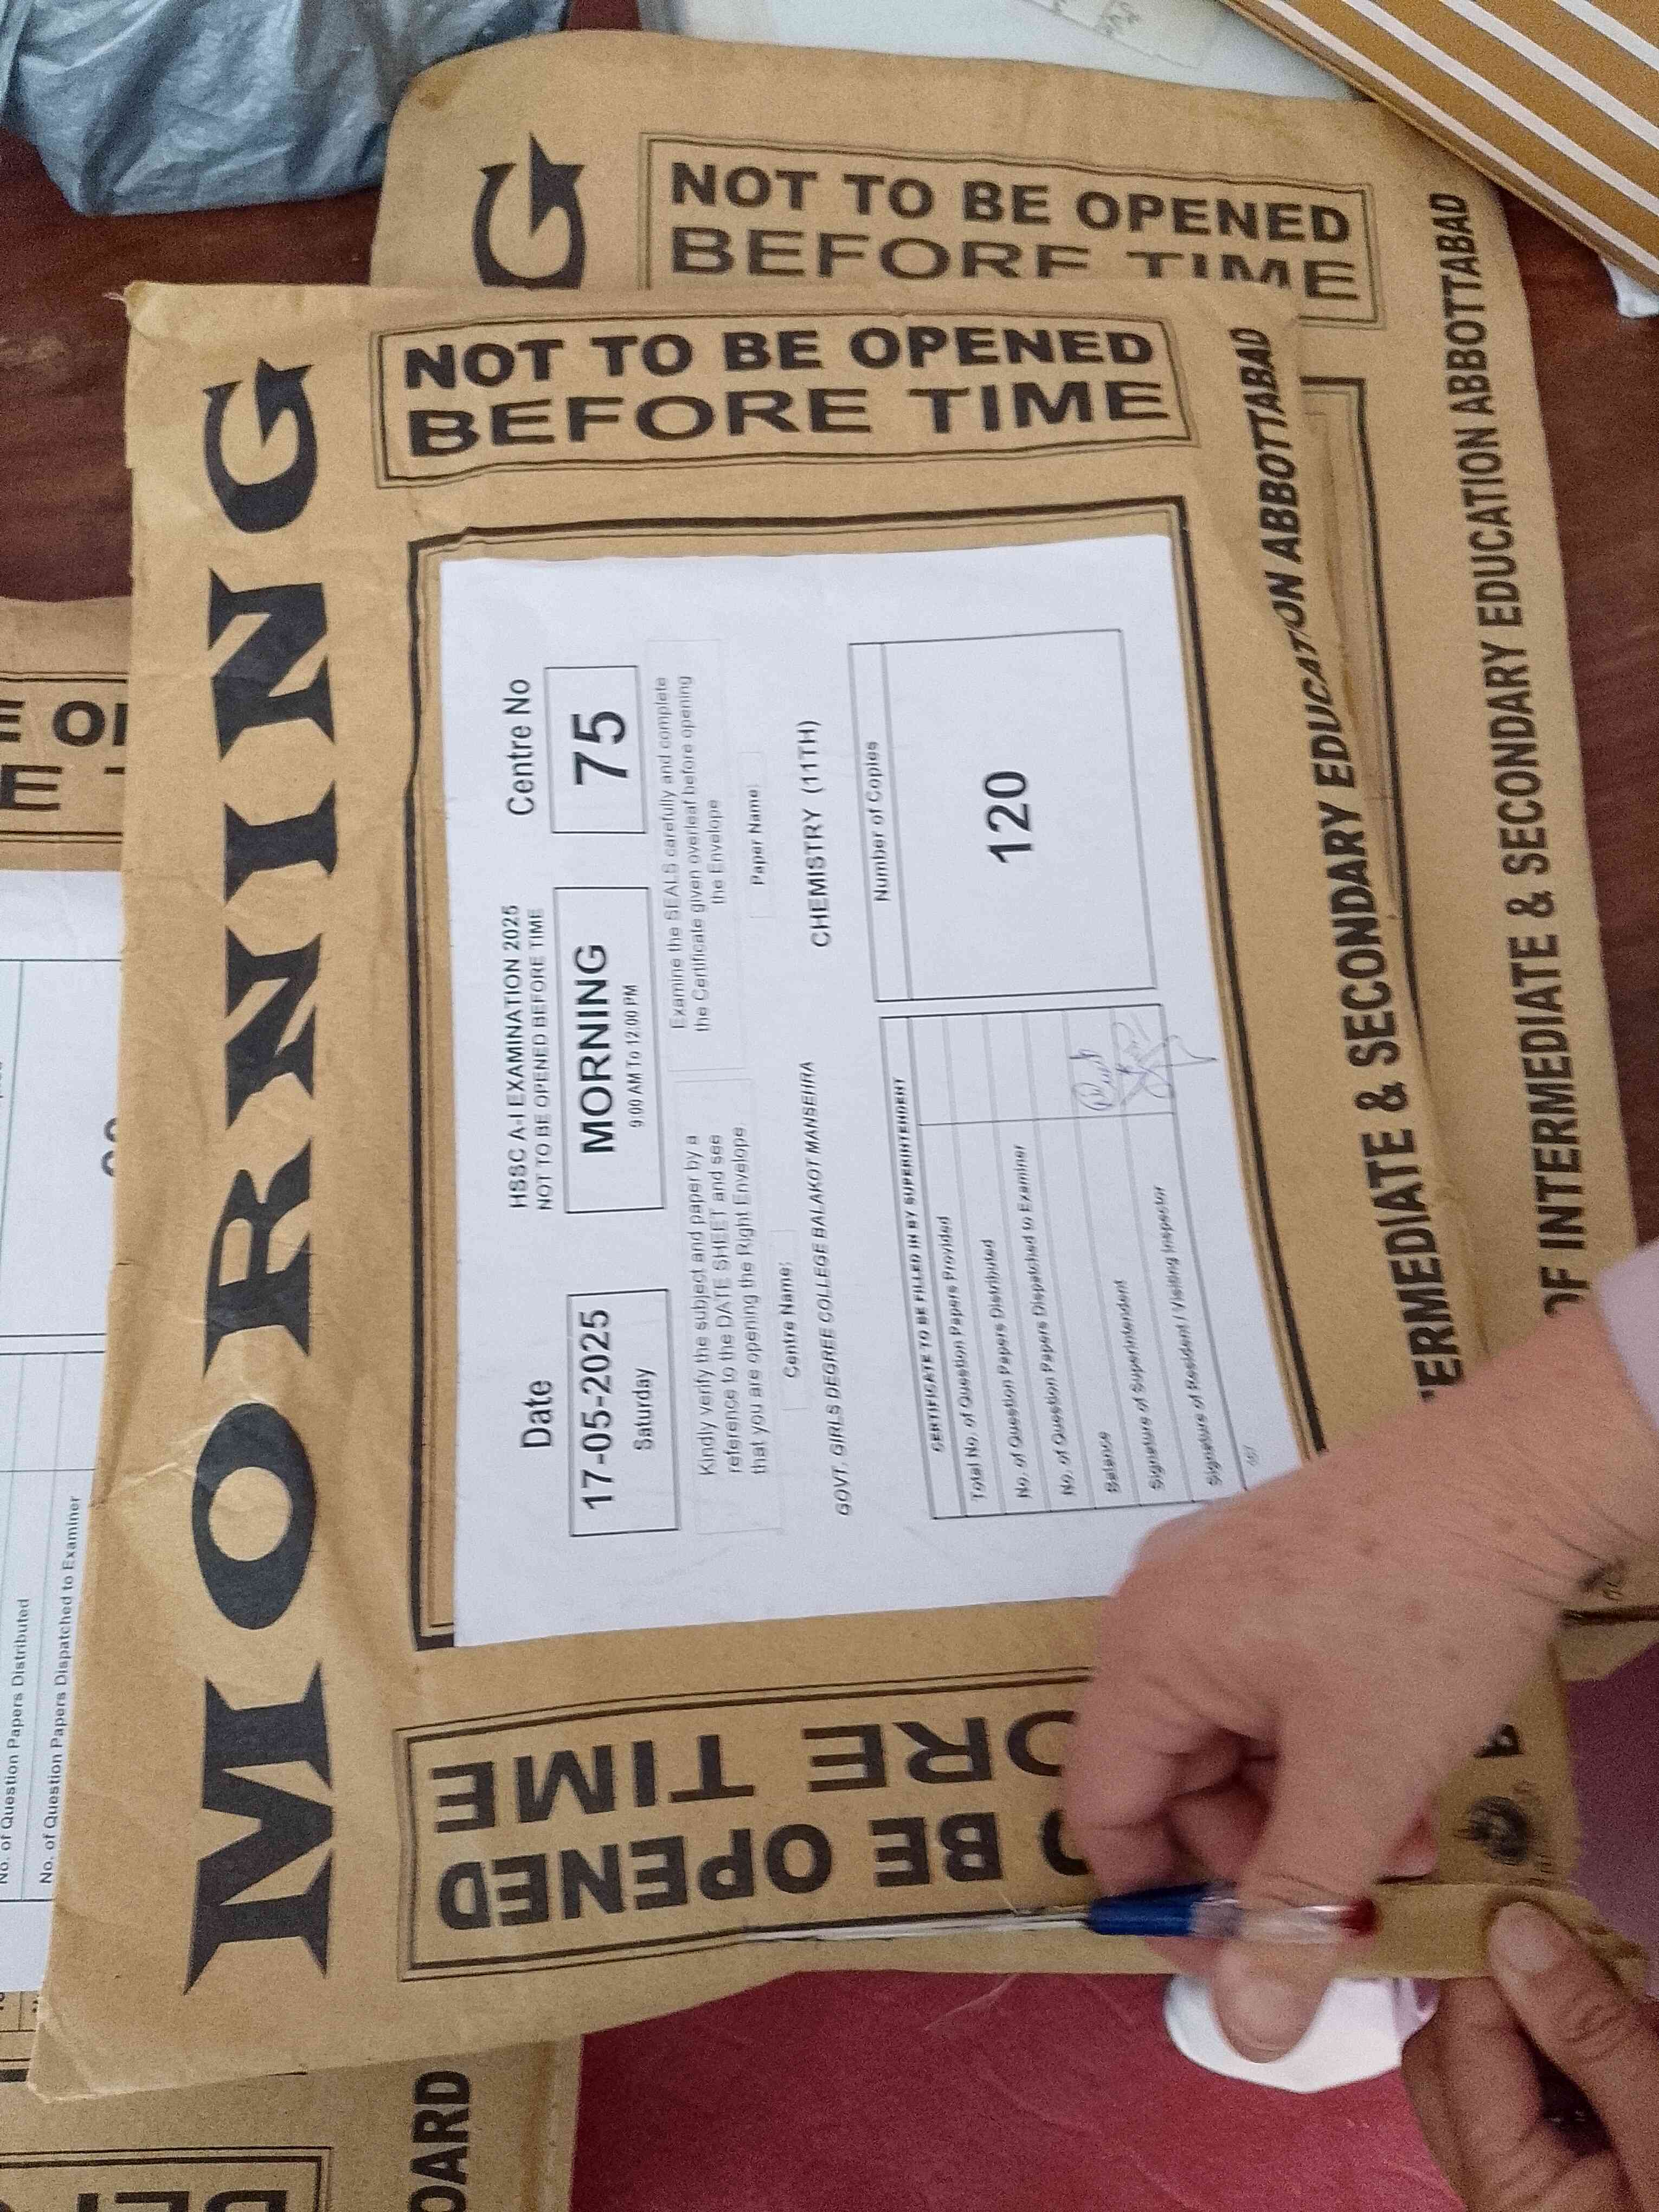 NOT TO BE OPENED
BEFORE TIME
G
OF INTERMEDIATE & SECONDARY EDUCATION ABBOTTABAD
MORNING
NOT TO BE OPENED
BEFORE TIME
HSSC A-I EXAMINATION 2025
NOT TO BE OPENED BEFORE TIME
Date
17-05-2025
Saturday
MORNING
9:00 AM To 12:00 PM
Centre No
75
Kindly verify the subject and paper by a
reference to the DATE SHEET and see
that you are opening the Right Envelope
Examine the SEALS carefully and complete
the Certificate given overleaf before opening
the Envelope
Centre Name:
GOVT. GIRLS DEGREE COLLEGE BALAKOT MANSEHRA
Paper Name:
CHEMISTRY (11TH)
CERTIFICATE TO BE FILLED IN BY SUPERINTENDENT
Total No. of Question Papers Provided
No. of Question Papers Distributed
No. of Question Papers Dispatched to Examiner
Balance
Signature of Superintendent
Signature of Resident / Visiting Inspector
Number of Copies
120
TERMEDIATE & SECONDARY EDUCATION ABBOTTABAD
BE OPENED
ORE TIME
No. of Question Papers Distributed
No. of Question Papers Dispatched to Examiner
OARD